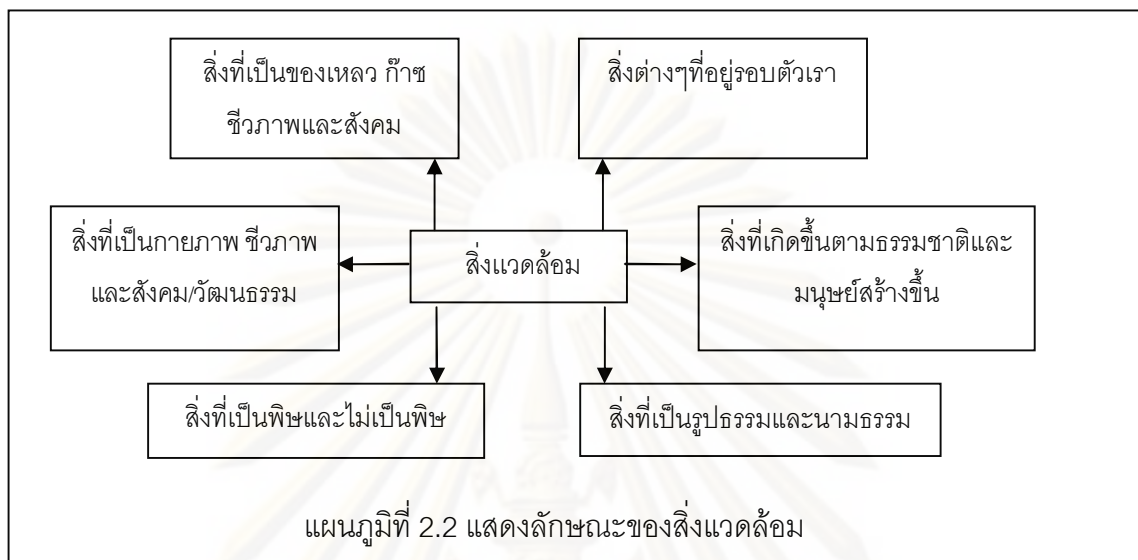 สิ่งที่เป็นของเหลว ก๊าซ
ชีวภาพและสังคม
สิ่งต่างๆที่อยู่รอบตัวเรา
สิ่งที่เป็นกายภาพ ชีวภาพ
และสังคม/วัฒนธรรม
สิ่งแวดล้อม
สิ่งที่เกิดขึ้นตามธรรมชาติและ
มนุษย์สร้างขึ้น
สิ่งที่เป็นพิษและไม่เป็นพิษ
สิ่งที่เป็นรูปธรรมและนามธรรม
แผนภูมิที่ 2.2 แสดงลักษณะของสิ่งแวดล้อม